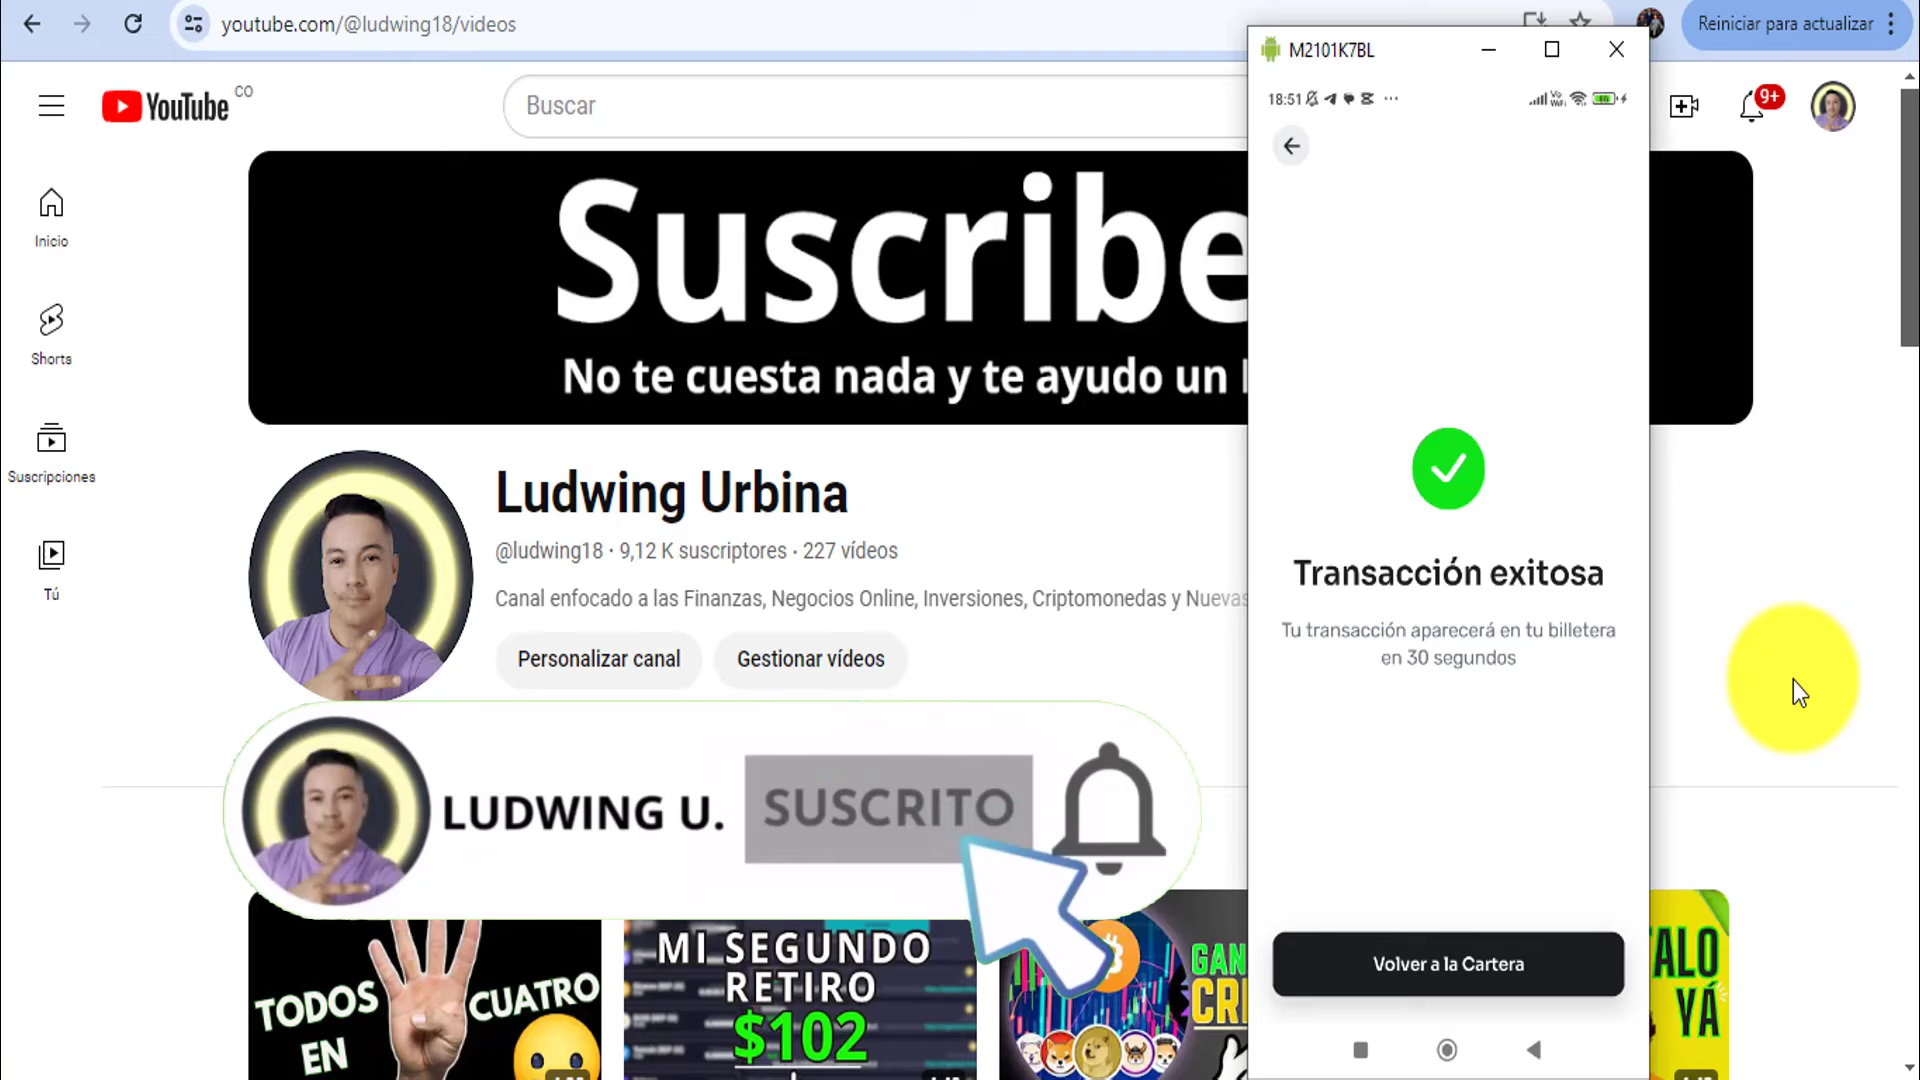 youtube.com/@ludwing18/videos
Reiniciar para actualizar
YouTube CO
Buscar
9+
Inicio
Shorts
Suscripciones
Tú
Suscribe
No te cuesta nada y te ayudo un
Ludwing Urbina
@ludwing18 · 9,12 K suscriptores · 227 vídeos
Canal enfocado a las Finanzas, Negocios Online, Inversiones, Criptomonedas y Nuevas
Personalizar canal
Gestionar vídeos
LUDWING U.
SUSCRITO
TODOS
EN
CUATRO
MI SEGUNDO
RETIRO
$102
GAN
CRI
ALO
YÁ
M2101K7BL
18:51
Transacción exitosa
Tu transacción aparecerá en tu billetera
en 30 segundos
Volver a la Cartera